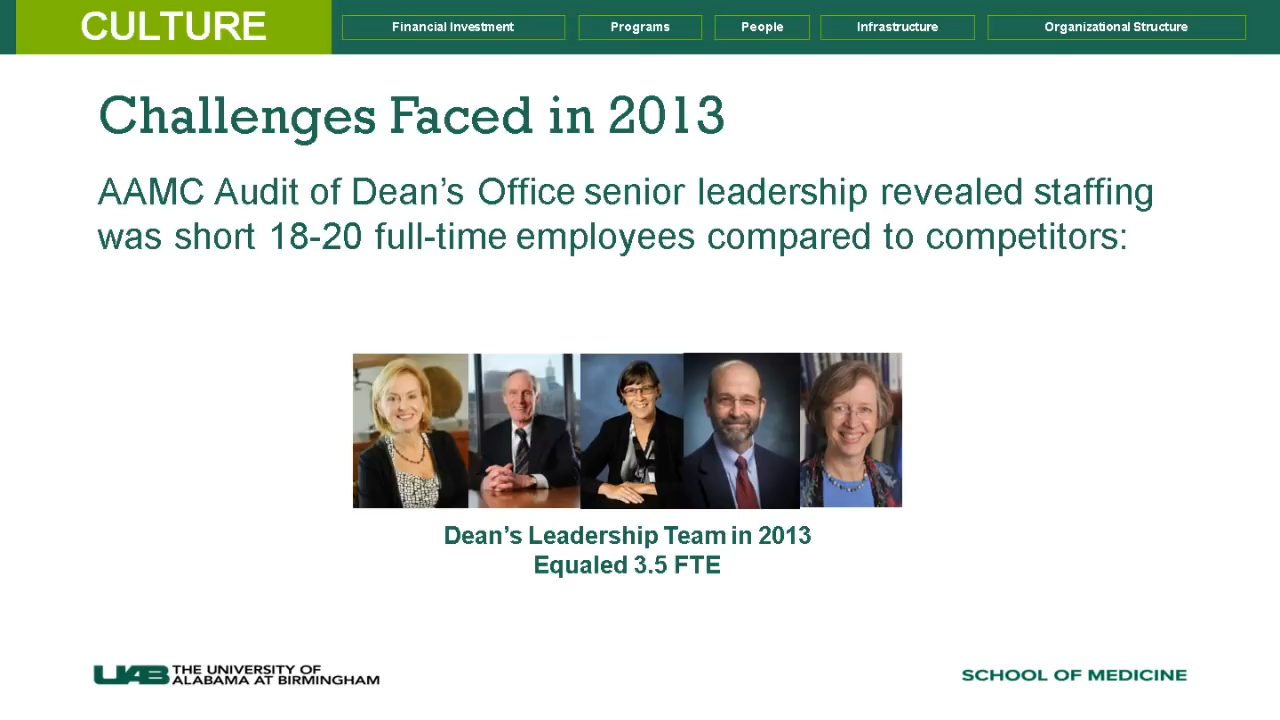 CULTURE
Financial Investment
Programs
People
Infrastructure
Organizational Structure
Challenges Faced in 2013
AAMC Audit of Dean’s Office senior leadership revealed staffing
was short 18-20 full-time employees compared to competitors:
Dean’s Leadership Team in 2013
Equaled 3.5 FTE
UAB THE UNIVERSITY OF
ALABAMA AT BIRMINGHAM
SCHOOL OF MEDICINE